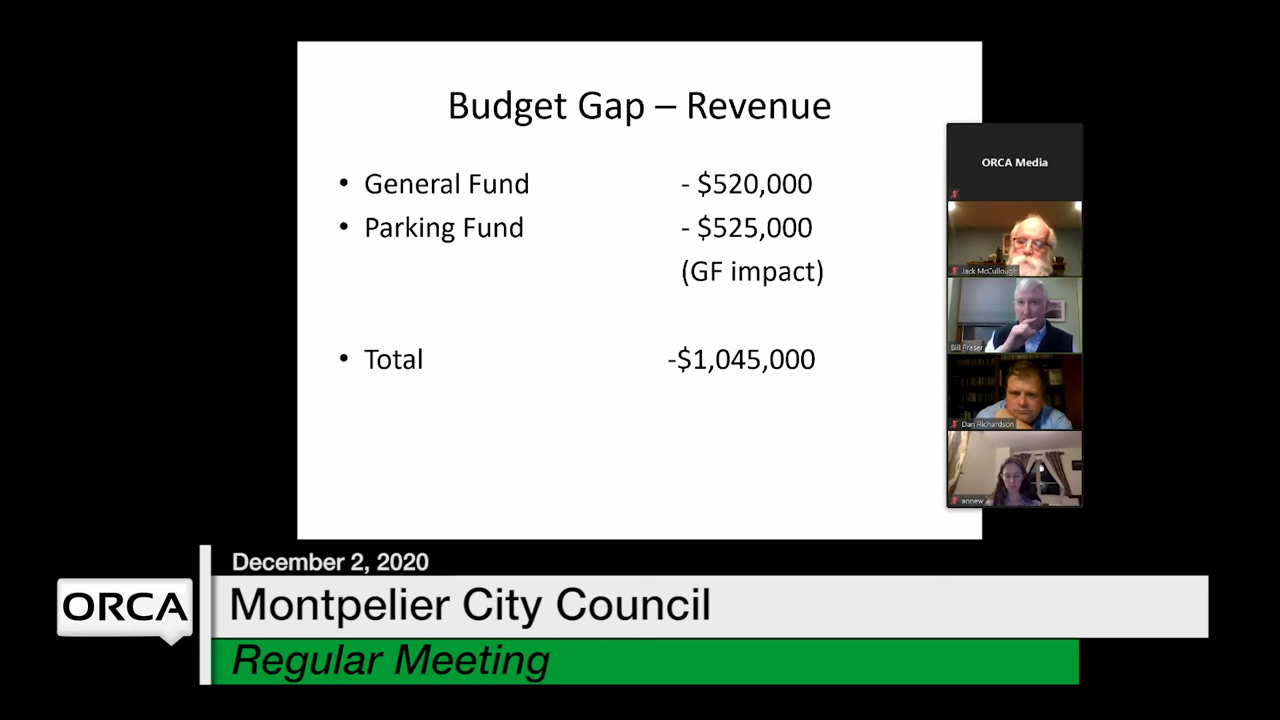 Budget Gap – Revenue
• General Fund - $520,000
• Parking Fund - $525,000
(GF impact)
• Total -$1,045,000
ORCA Media
Jack McCullough
Bill Fraser
Dan Richardson
annew
December 2, 2020
ORCA
Montpelier City Council
Regular Meeting